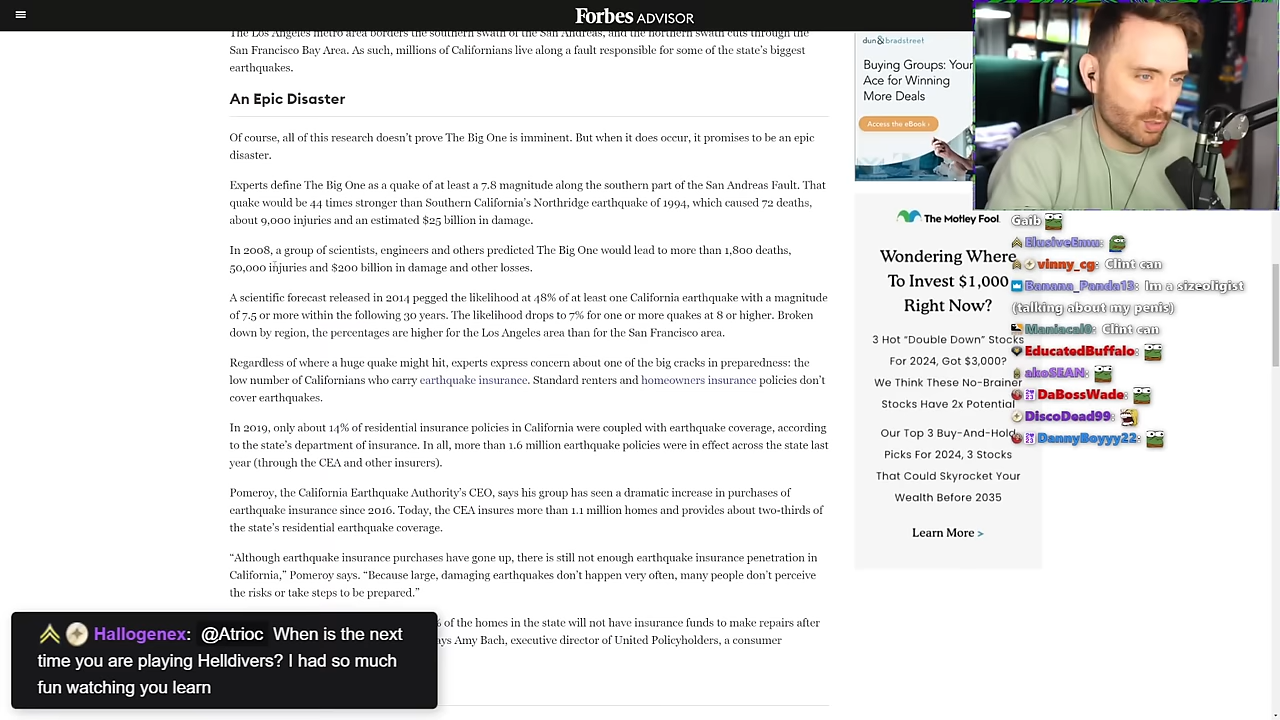 Forbes ADVISOR
The Los Angeles metro area borders the southern swath of the San Andreas, and the northern swath cuts through the
San Francisco Bay Area. As such, millions of Californians live along a fault responsible for some of the state's biggest
earthquakes.
An Epic Disaster
Of course, all of this research doesn't prove The Big One is imminent. But when it does occur, it promises to be an epic
disaster.
Experts define The Big One as a quake of at least a 7.8 magnitude along the southern part of the San Andreas Fault. That
quake would be 44 times stronger than Southern California's Northridge earthquake of 1994, which caused 72 deaths,
about 9,000 injuries and an estimated $25 billion in damage.
In 2008, a group of scientists, engineers and others predicted The Big One would lead to more than 1,800 deaths,
50,000 injuries and $200 billion in damage and other losses.
A scientific forecast released in 2014 pegged the likelihood at 48% of at least one California earthquake with a magnitude
of 7.5 or more within the following 30 years. The likelihood drops to 7% for one or more quakes at 8 or higher. Broken
down by region, the percentages are higher for the Los Angeles area than for the San Francisco area.
Regardless of where a huge quake might hit, experts express concern about one of the big cracks in preparedness: the
low number of Californians who carry earthquake insurance. Standard renters and homeowners insurance policies don't
cover earthquakes.
In 2019, only about 14% of residential insurance policies in California were coupled with earthquake coverage, according
to the state's department of insurance. In all, more than 1.6 million earthquake policies were in effect across the state last
year (through the CEA and other insurers).
Pomeroy, the California Earthquake Authority's CEO, says his group has seen a dramatic increase in purchases of
earthquake insurance since 2016. Today, the CEA insures more than 1.1 million homes and provides about two-thirds of
the state's residential earthquake coverage.
“Although earthquake insurance purchases have gone up, there is still not enough earthquake insurance penetration in
California,” Pomeroy says. “Because large, damaging earthquakes don't happen very often, many people don't perceive
the risks or take steps to be prepared.”
of the homes in the state will not have insurance funds to make repairs after
says Amy Bach, executive director of United Policyholders, a consumer
Hallogenex: @Atrioc When is the next
time you are playing Helldivers? I had so much
fun watching you learn
dun & bradstreet
Buying Groups: Your
Ace for Winning
More Deals
Access the eBook ›
The Motley Fool
Wondering Where
To Invest $1,000
Right Now?
3 Hot “Double Down” Stocks
For 2024, Got $3,000?
We Think These No-Brainer
Stocks Have 2x Potential
Our Top 3 Buy-And-Hold
Picks For 2024, 3 Stocks
That Could Skyrocket Your
Wealth Before 2035
Learn More >
Gaib
ElusiveEmu:
vinny_cg: Clint can
Banana_Panda13: Im a sizeoligist
(talking about my penis)
Maniacal0: Clint can
EducatedBuffalo:
akoSEAN:
DaBossWade:
DiscoDead99:
DannyBoyyy22: